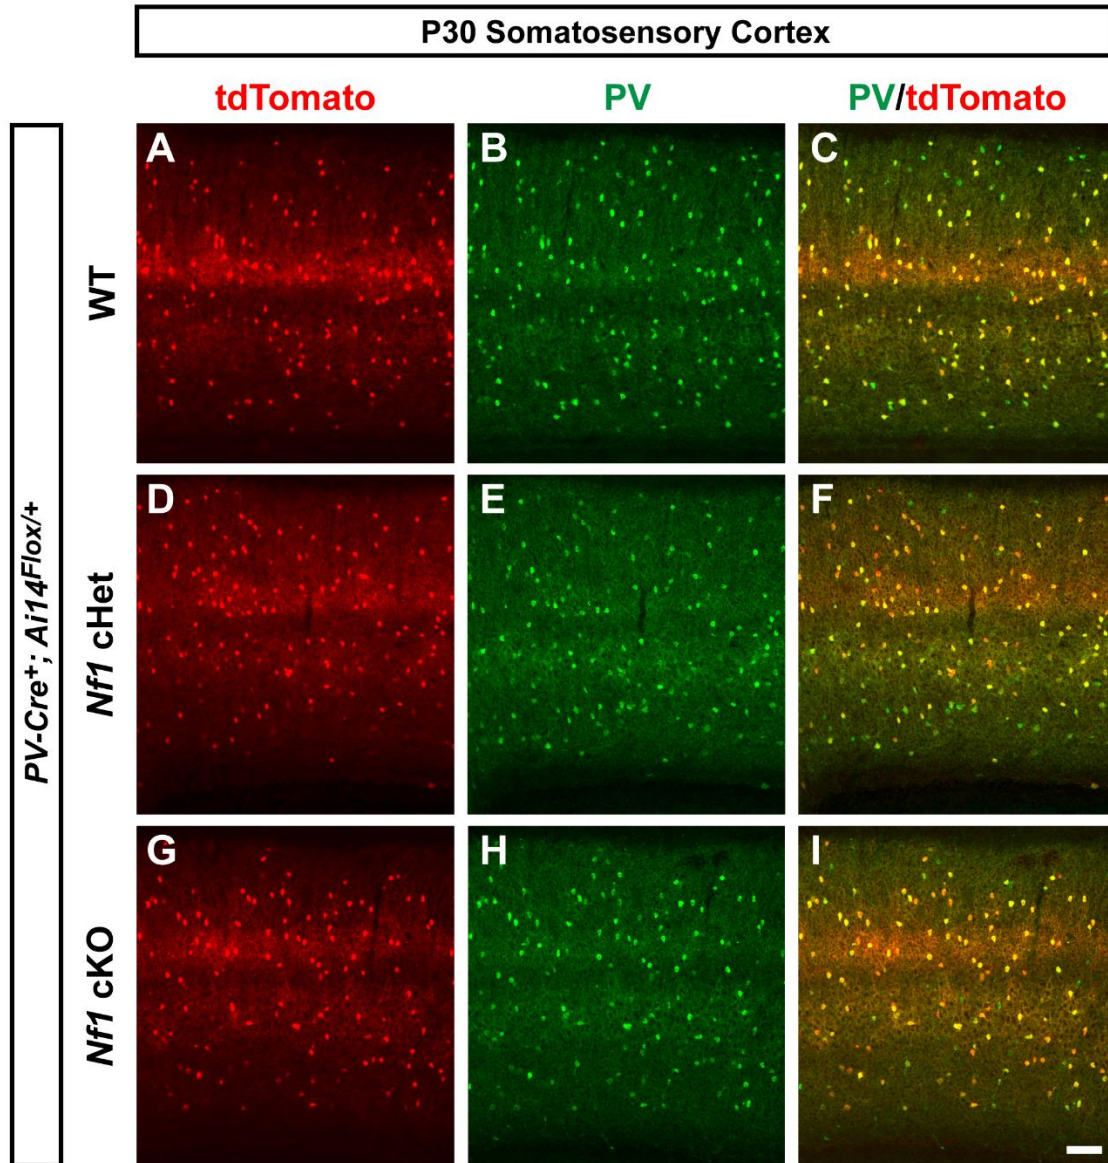 P30 Somatosensory Cortex
tdTomato PV PV/tdTomato
PV-Cre⁺; Ai14ᶠˡᵒˣ/⁺
WT
A B C
Nf1 cHet
D E F
Nf1 cKO
G H I